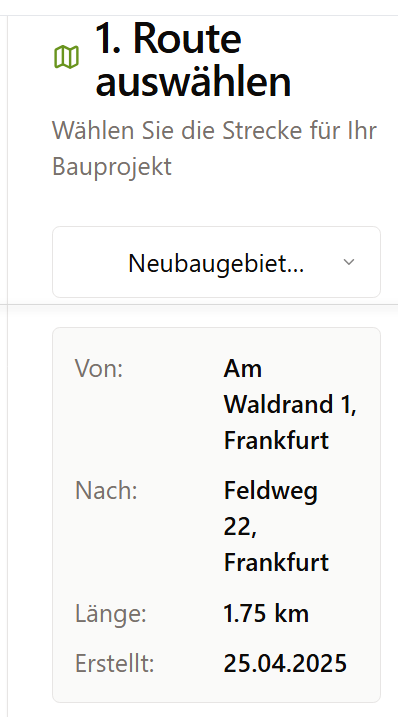 1. Route
auswählen
Wählen Sie die Strecke für Ihr
Bauprojekt
Neubaugebiet...
Von: Am
Waldrand 1,
Frankfurt
Nach: Feldweg
22,
Frankfurt
Länge: 1.75 km
Erstellt: 25.04.2025